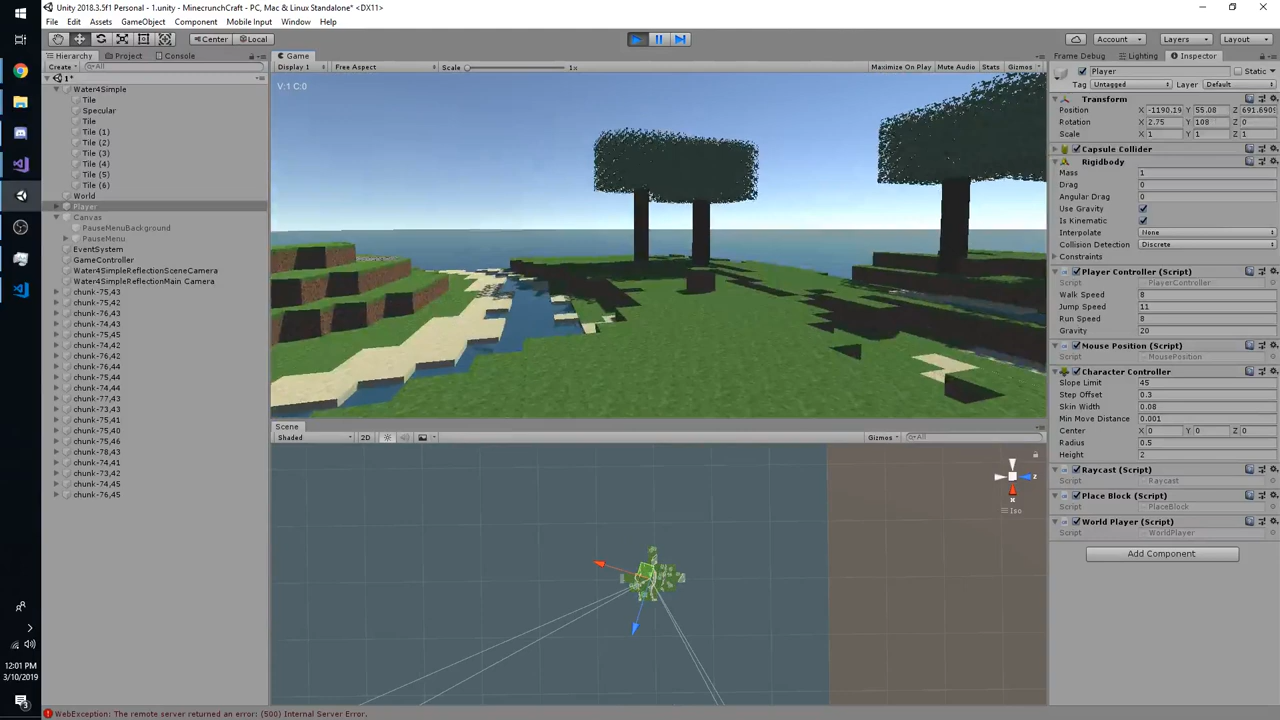 Unity 2018.3.5f1 Personal - 1.unity - MinecrunchCraft - PC, Mac & Linux Standalone* <DX11>
File Edit Assets GameObject Component Mobile Input Window Help
Center Local Account Layers Layout
Hierarchy Project Console Game Frame Debug Lighting Inspector
Create All Display 1 Free Aspect Scale 1x Maximize On Play Mute Audio Stats Gizmos Player Static
1*
V:1 C:0
Tag Untagged Layer Default
Water4Simple
Tile
Specular
Tile
Tile (1)
Tile (2)
Tile (3)
Tile (4)
Tile (5)
Tile (6)
World
Player
Canvas
PauseMenuBackground
PauseMenu
EventSystem
GameController
Water4SimpleReflectionSceneCamera
Water4SimpleReflectionMain Camera
chunk-75,43
chunk-75,42
chunk-76,43
chunk-74,43
chunk-75,45
chunk-74,42
chunk-76,42
chunk-76,44
chunk-75,44
chunk-74,44
chunk-77,43
chunk-73,43
chunk-75,41
chunk-75,40
chunk-75,46
chunk-78,43
chunk-74,41
chunk-73,42
chunk-74,45
chunk-76,45
Transform
Position X -1190.19 Y 55.08 Z 691.6909
Rotation X 2.75 Y 108 Z 0
Scale X 1 Y 1 Z 1
Capsule Collider
Rigidbody
Mass 1
Drag 0
Angular Drag 0
Use Gravity
Is Kinematic
Interpolate None
Collision Detection Discrete
Constraints
Player Controller (Script)
Script PlayerController
Walk Speed 8
Jump Speed 11
Run Speed 8
Gravity 20
Mouse Position (Script)
Script MousePosition
Character Controller
Slope Limit 45
Step Offset 0.3
Skin Width 0.08
Min Move Distance 0.001
Center X 0 Y 0 Z 0
Radius 0.5
Height 2
Raycast (Script)
Script Raycast
Place Block (Script)
Script PlaceBlock
World Player (Script)
Script WorldPlayer
Add Component
Scene
Shaded 2D Gizmos All
z
x
Iso
12:01 PM
3/10/2019
3
WebException: The remote server returned an error: (500) Internal Server Error.